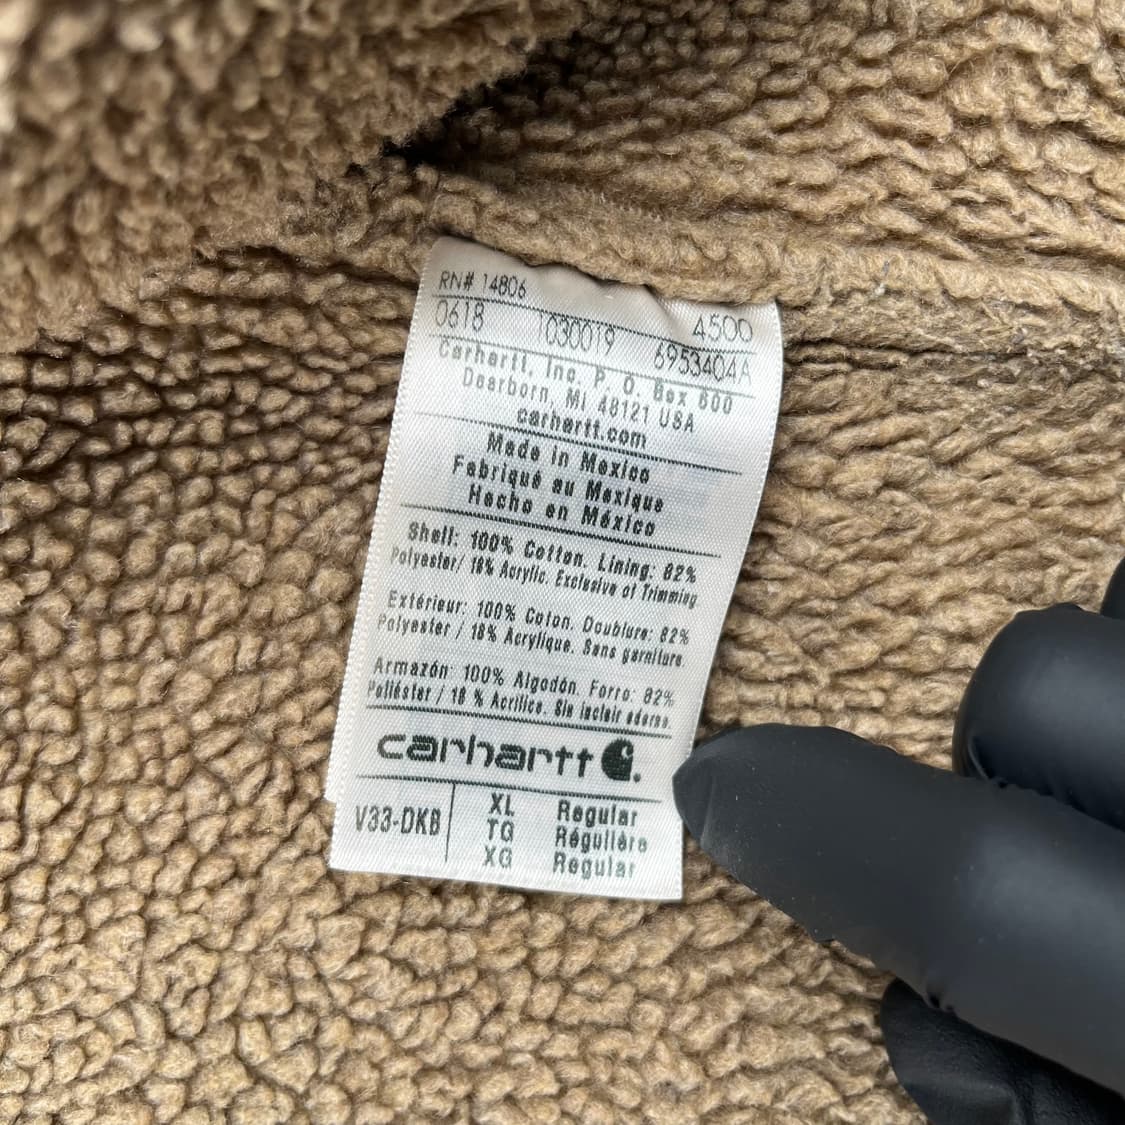 RN# 14806
0618 1030019 4500
6953404A
Carhartt, Inc. P. O. Box 600
Dearborn, MI 48121 USA
carhartt.com
Made in Mexico
Fabriqué au Mexique
Hecho en México
Shell: 100% Cotton. Lining: 82%
Polyester/ 18% Acrylic. Exclusive of Trimming
Extérieur: 100% Coton. Doublure: 82%
Polyester / 18% Acrylique. Sans garniture
Armazón: 100% Algodón. Forro: 82%
Poliéster / 18 % Acrílico. Sin incluir adorno.
carhartt
V33-DKB XL Regular
TG Régulière
XG Regular